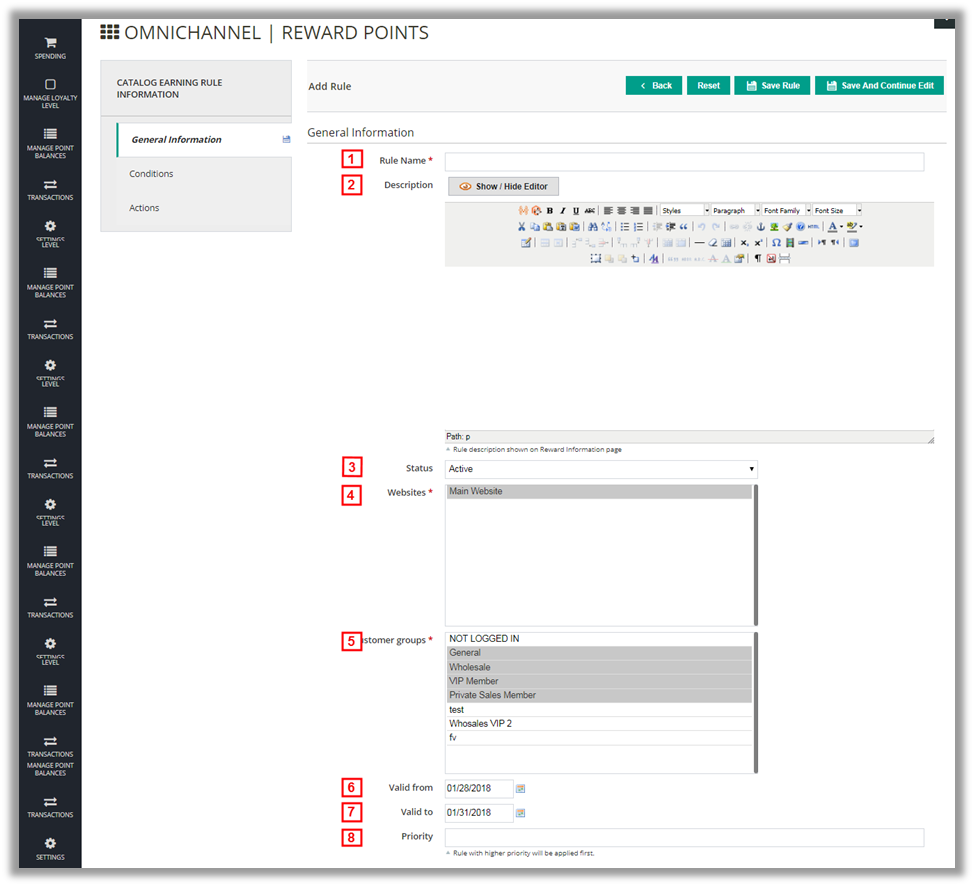 OMNICHANNEL | REWARD POINTS
SPENDING
MANAGE LOYALTY
LEVEL
MANAGE POINT
BALANCES
TRANSACTIONS
SETTINGS
LEVEL
MANAGE POINT
BALANCES
TRANSACTIONS
SETTINGS
LEVEL
MANAGE POINT
BALANCES
TRANSACTIONS
SETTINGS
LEVEL
MANAGE POINT
BALANCES
TRANSACTIONS
SETTINGS
LEVEL
MANAGE POINT
BALANCES
TRANSACTIONS
MANAGE POINT
BALANCES
TRANSACTIONS
SETTINGS
CATALOG EARNING RULE
INFORMATION
General Information
Conditions
Actions
Add Rule
Back Reset Save Rule Save And Continue Edit
General Information
1 Rule Name *
2 Description Show / Hide Editor
B I U ABC Styles Paragraph Font Family Font Size
HTML A
Path: p
Rule description shown on Reward Information page
3 Status Active
4 Websites * Main Website
5 stomer groups * NOT LOGGED IN
General
Wholesale
VIP Member
Private Sales Member
test
Whosales VIP 2
fv
6 Valid from 01/28/2018
7 Valid to 01/31/2018
8 Priority
Rule with higher priority will be applied first.